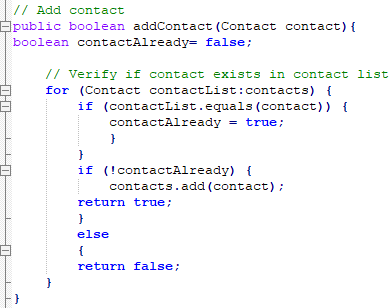 // Add contact
public boolean addContact(Contact contact){
boolean contactAlready= false;
// Verify if contact exists in contact list
for (Contact contactList:contacts) {
if (contactList.equals(contact)) {
contactAlready = true;
}
}
if (!contactAlready) {
contacts.add(contact);
return true;
}
else
{
return false;
}
}